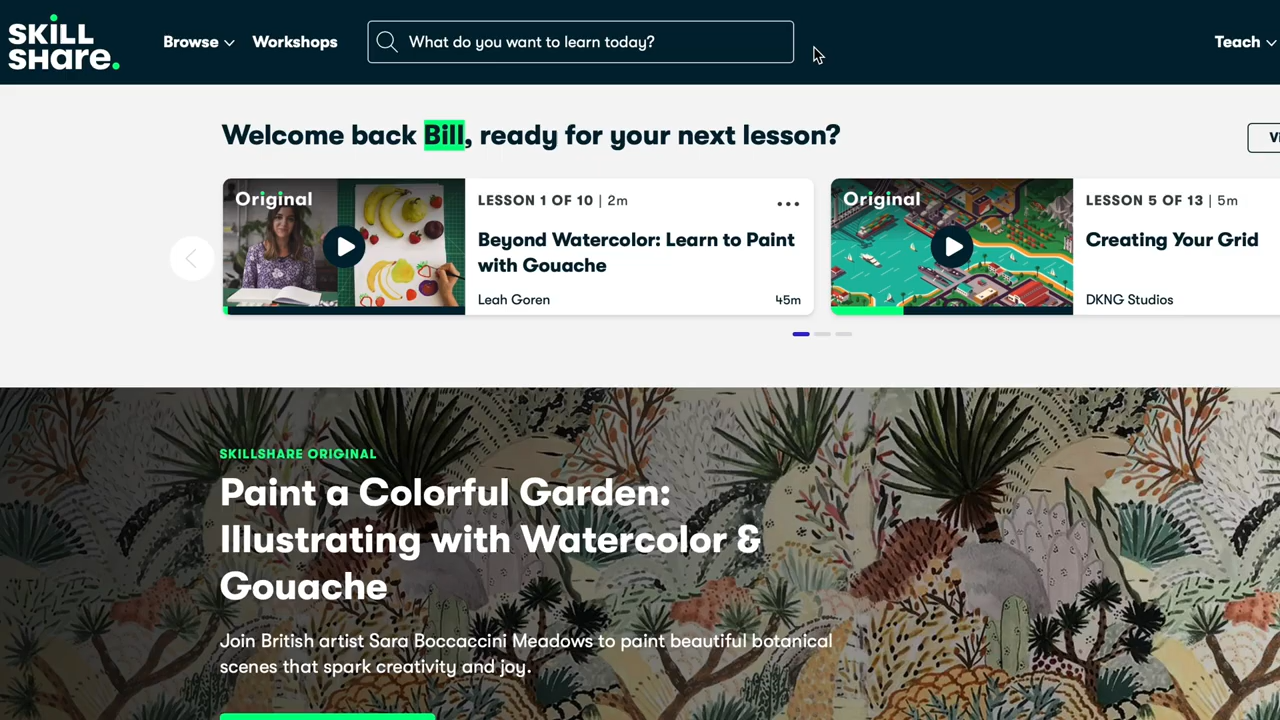 SKILL
SHare.
Browse
Workshops
What do you want to learn today?
Teach
Welcome back Bill, ready for your next lesson?
Original
LESSON 1 OF 10 | 2m
Beyond Watercolor: Learn to Paint
with Gouache
Leah Goren
45m
Original
LESSON 5 OF 13 | 5m
Creating Your Grid
DKNG Studios
SKILLSHARE ORIGINAL
Paint a Colorful Garden:
Illustrating with Watercolor &
Gouache
Join British artist Sara Boccaccini Meadows to paint beautiful botanical
scenes that spark creativity and joy.